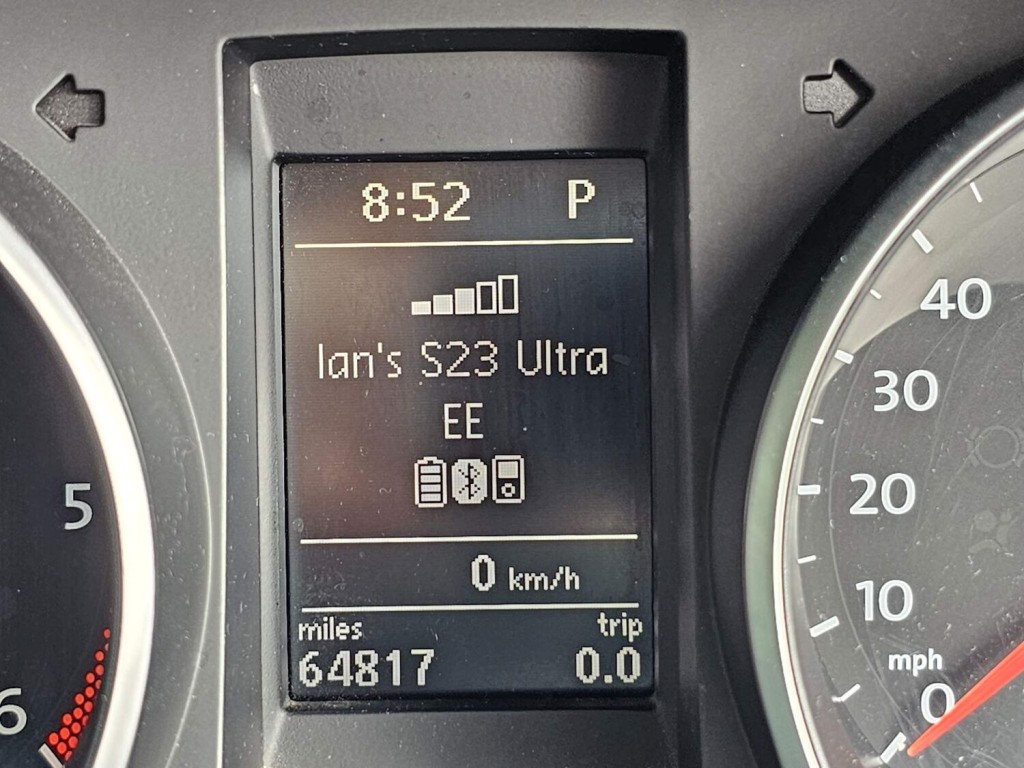 8:52 P
Ian's S23 Ultra
EE
0 km/h
miles trip
64817 0.0
5
6
40
30
20
10
mph
0